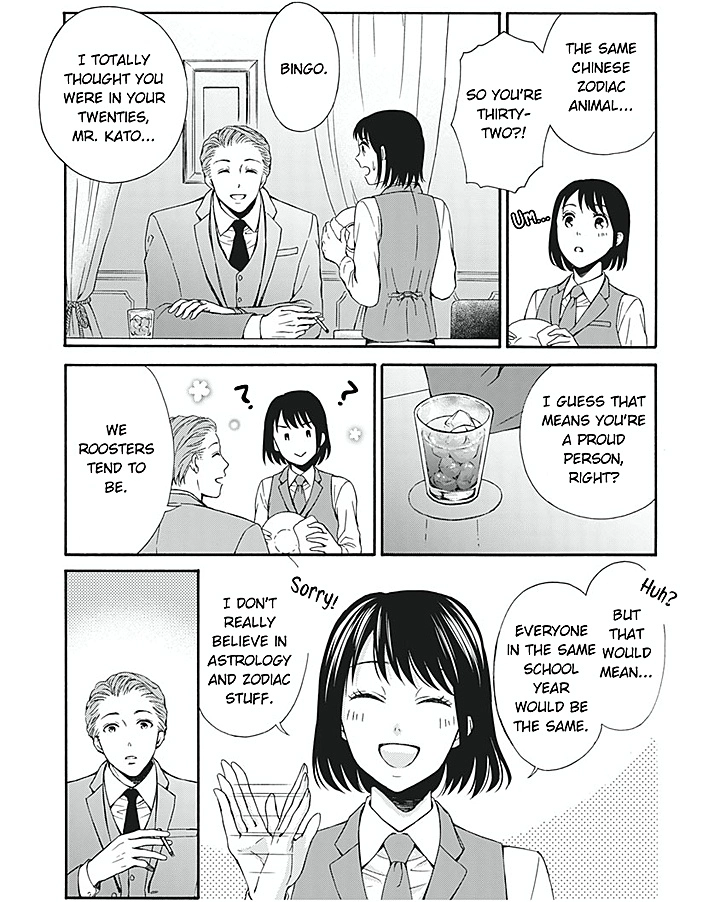 THE SAME
CHINESE
ZODIAC
ANIMAL...
SO YOU'RE
THIRTY-
TWO?!
UM...
BINGO.
I TOTALLY
THOUGHT YOU
WERE IN YOUR
TWENTIES,
MR. KATO...
I GUESS THAT
MEANS YOU'RE
A PROUD
PERSON,
RIGHT?
?
?
WE
ROOSTERS
TEND TO
BE.
Huh?
BUT
THAT
WOULD
MEAN...
EVERYONE
IN THE SAME
SCHOOL
YEAR
WOULD BE
THE SAME.
Sorry!
I DON'T
REALLY
BELIEVE IN
ASTROLOGY
AND ZODIAC
STUFF.